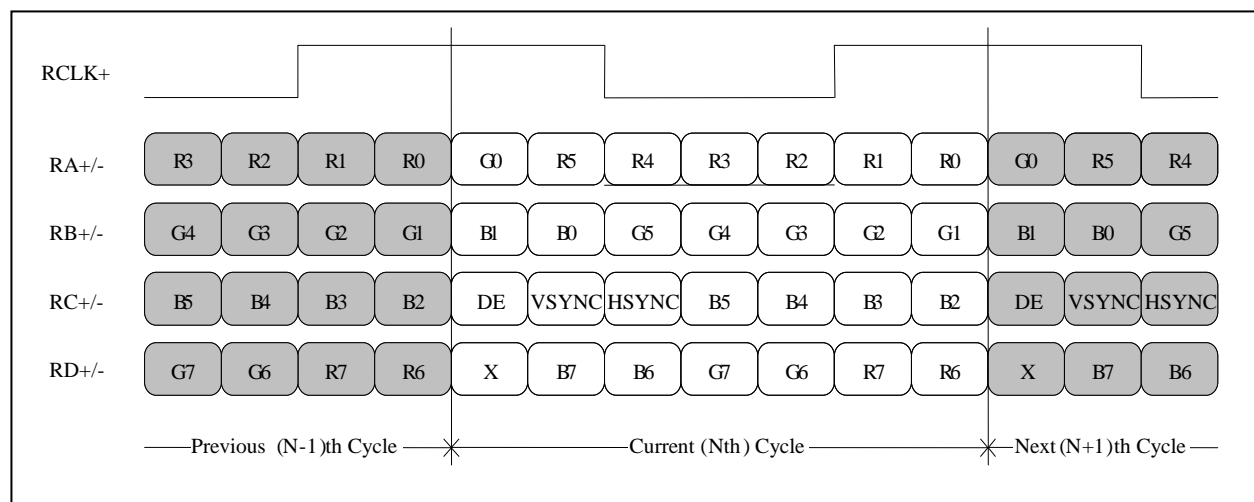 RCLK+
RA+/- R3 R2 R1 R0 G0 R5 R4 R3 R2 R1 R0 G0 R5 R4
RB+/- G4 G3 G2 G1 B1 B0 G5 G4 G3 G2 G1 B1 B0 G5
RC+/- B5 B4 B3 B2 DE VSYNC HSYNC B5 B4 B3 B2 DE VSYNC HSYNC
RD+/- G7 G6 R7 R6 X B7 B6 G7 G6 R7 R6 X B7 B6
Previous (N-1)th Cycle Current (Nth) Cycle Next (N+1)th Cycle